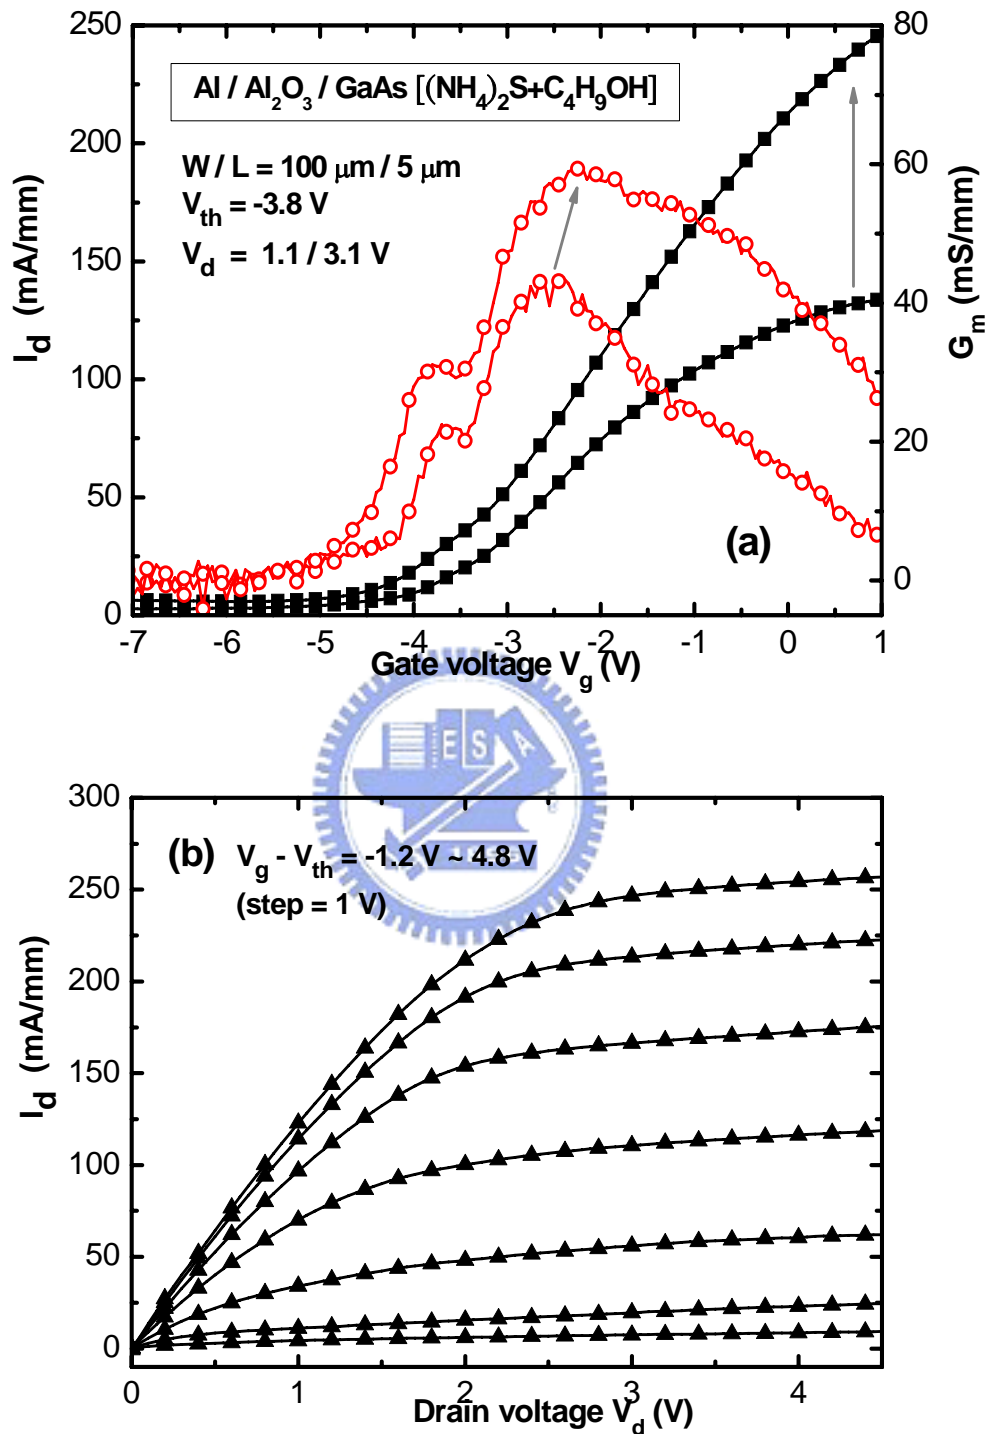 Al / Al2O3 / GaAs [(NH4)2S+C4H9OH]
W / L = 100 μm / 5 μm
Vth = -3.8 V
Vd = 1.1 / 3.1 V
(a)
250
200
150
100
50
0
Id (mA/mm)
80
60
40
20
0
Gm (mS/mm)
-7 -6 -5 -4 -3 -2 -1 0 1
Gate voltage Vg (V)
E S A
(b) Vg - Vth = -1.2 V ~ 4.8 V
(step = 1 V)
300
250
200
150
100
50
0
Id (mA/mm)
0 1 2 3 4
Drain voltage Vd (V)